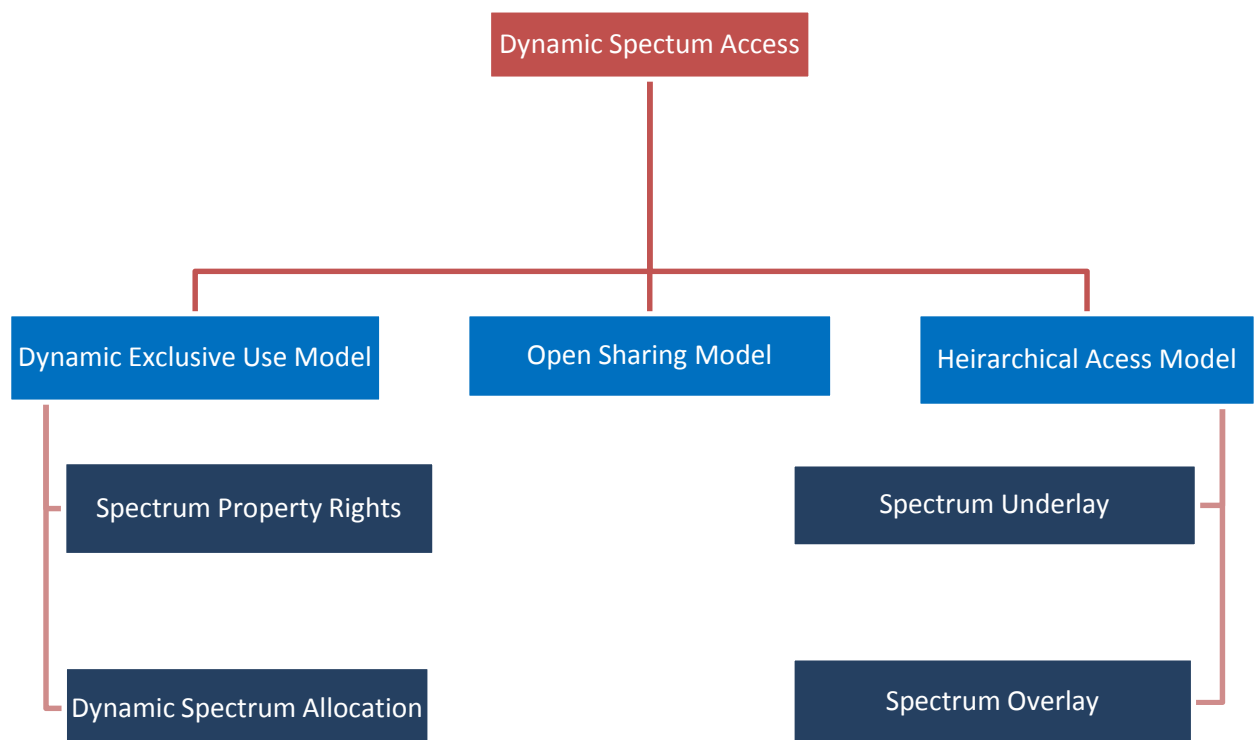 Dynamic Spectum Access
Dynamic Exclusive Use Model
Open Sharing Model
Heirarchical Acess Model
Spectrum Property Rights
Spectrum Underlay
Dynamic Spectrum Allocation
Spectrum Overlay